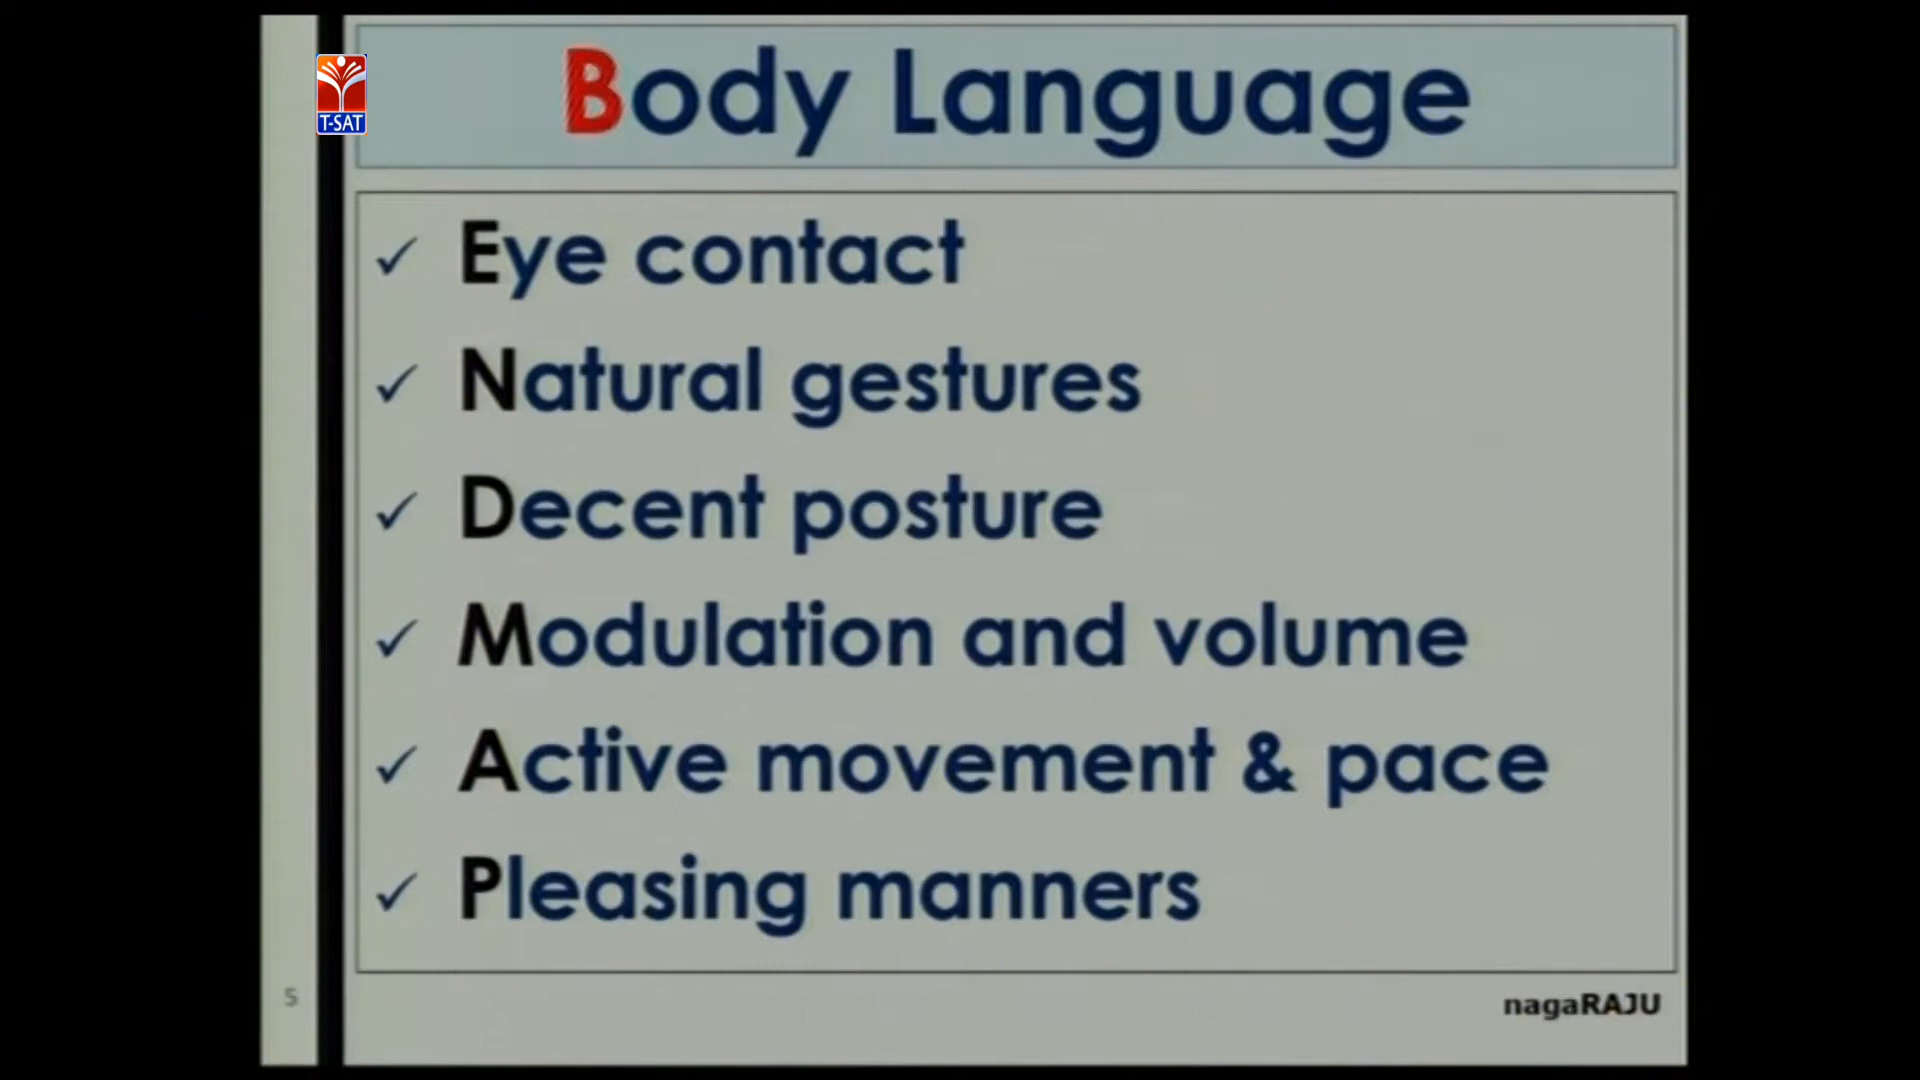 T-SAT
Body Language
✓ Eye contact
✓ Natural gestures
✓ Decent posture
✓ Modulation and volume
✓ Active movement & pace
✓ Pleasing manners
5
nagaRAJU